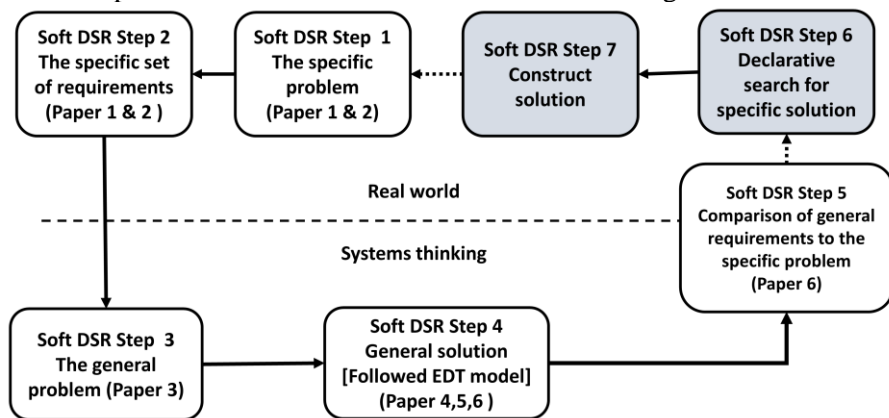 Soft DSR Step 2
The specific set
of requirements
(Paper 1 & 2 )
Soft DSR Step 1
The specific
problem
(Paper 1 & 2)
Soft DSR Step 7
Construct
solution
Soft DSR Step 6
Declarative
search for
specific solution
Real world
Soft DSR Step 5
Comparison of general
requirements to the
specific problem
(Paper 6)
Systems thinking
Soft DSR Step 3
The general
problem (Paper 3)
Soft DSR Step 4
General solution
[Followed EDT model]
(Paper 4,5,6 )